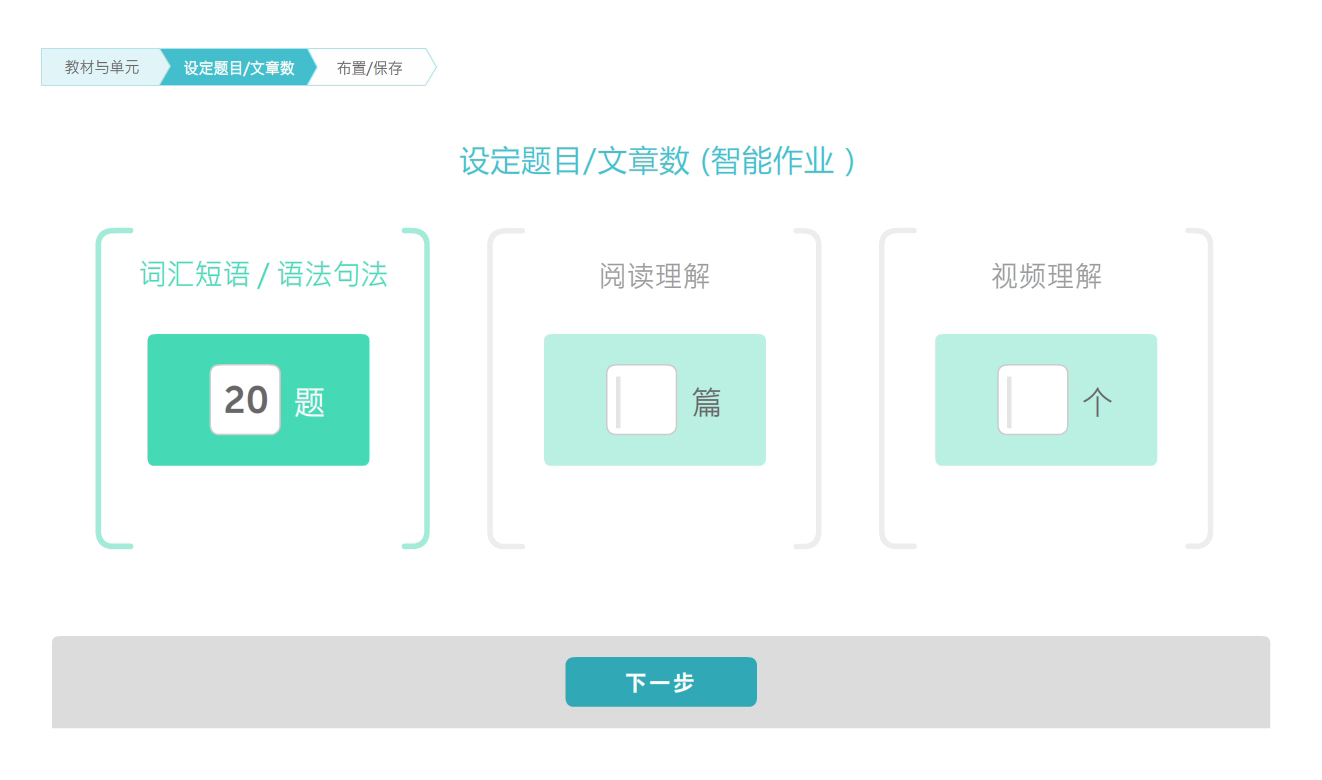 教材与单元
设定题目/文章数
布置/保存
设定题目/文章数 (智能作业 )
词汇短语 / 语法句法
阅读理解
视频理解
20 题
篇
个
下一步